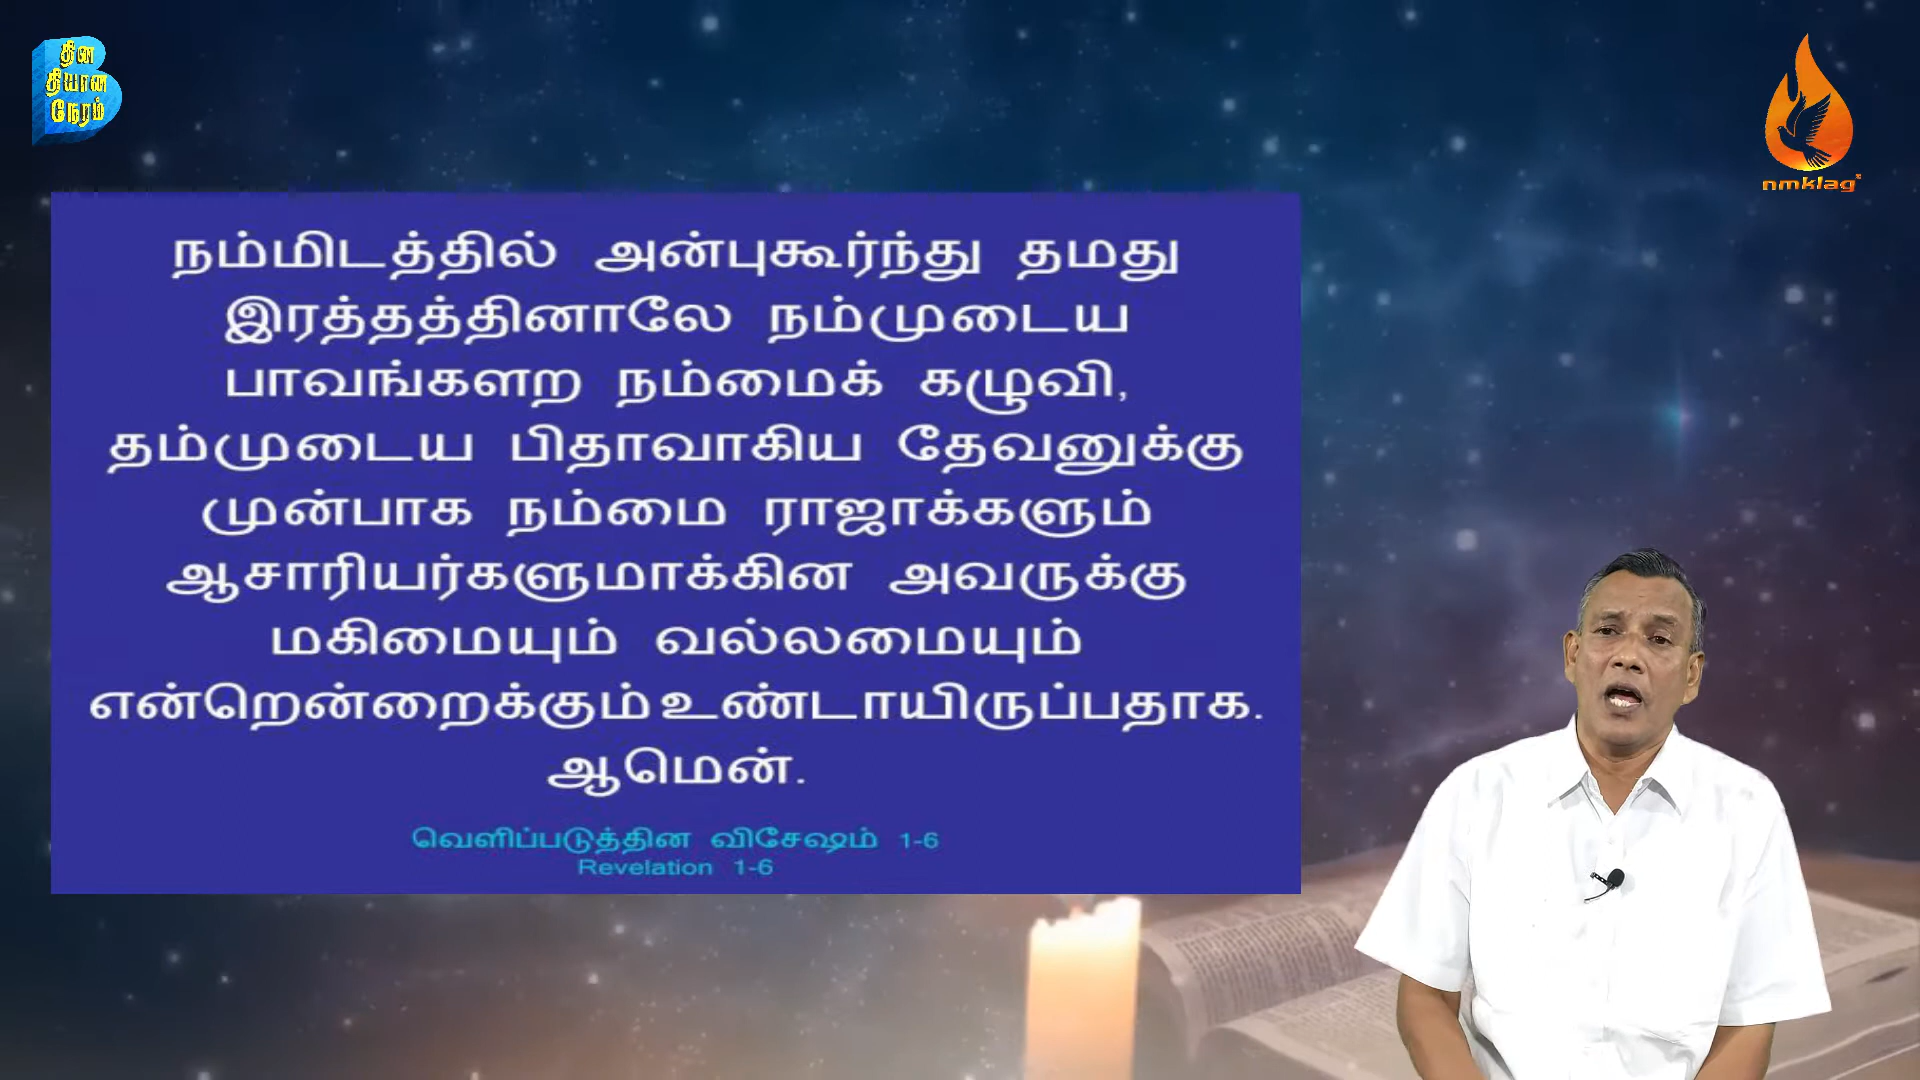 தின
தியான
நேரம்
nmklag
நம்மிடத்தில் அன்புகூர்ந்து தமது
இரத்தத்தினாலே நம்முடைய
பாவங்களற நம்மைக் கழுவி,
தம்முடைய பிதாவாகிய தேவனுக்கு
முன்பாக நம்மை ராஜாக்களும்
ஆசாரியர்களுமாக்கின அவருக்கு
மகிமையும் வல்லமையும்
என்றென்றைக்கும் உண்டாயிருப்பதாக.
ஆமென்.
வெளிப்படுத்தின விசேஷம் 1-6
Revelation 1-6